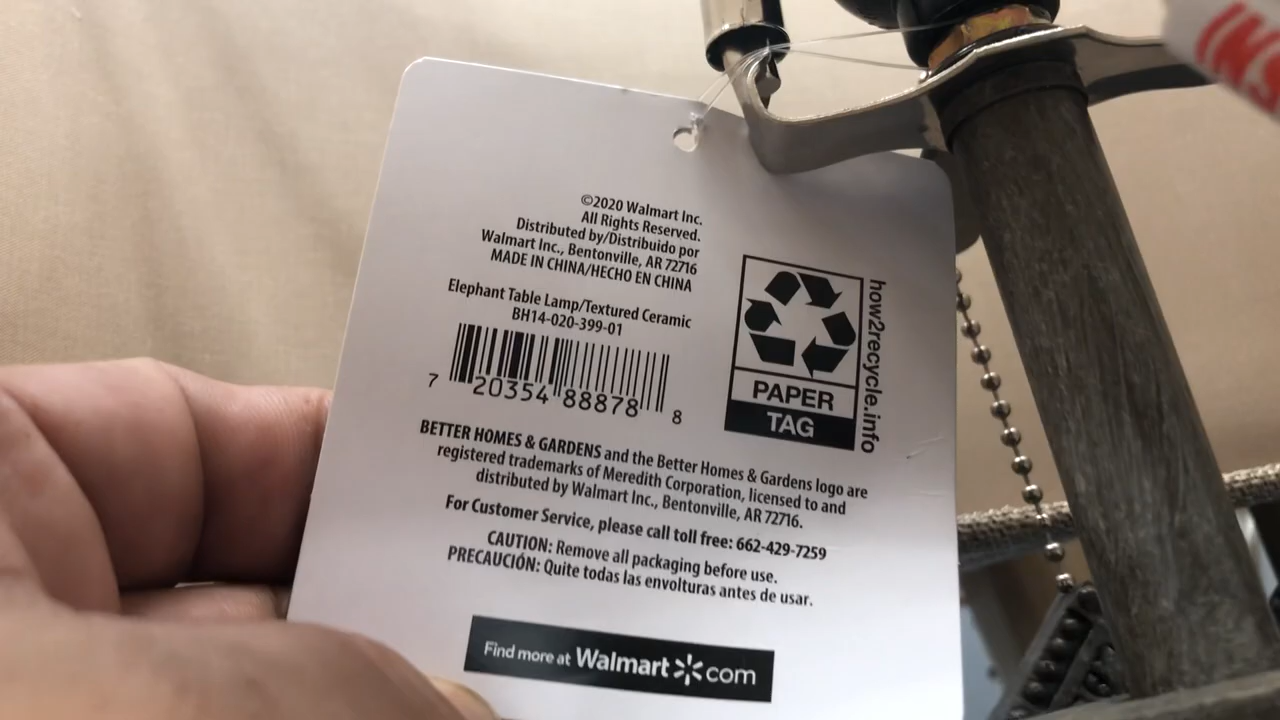 ©2020 Walmart Inc.
All Rights Reserved.
Distributed by/Distribuido por
Walmart Inc., Bentonville, AR 72716
MADE IN CHINA/HECHO EN CHINA
Elephant Table Lamp/Textured Ceramic
BH14-020-399-01
7 20354 88878 8
PAPER
TAG
how2recycle.info
BETTER HOMES & GARDENS and the Better Homes & Gardens logo are
registered trademarks of Meredith Corporation, licensed to and
distributed by Walmart Inc., Bentonville, AR 72716.
For Customer Service, please call toll free: 662-429-7259
CAUTION: Remove all packaging before use.
PRECAUCIÓN: Quite todas las envolturas antes de usar.
Find more at Walmart com
INS